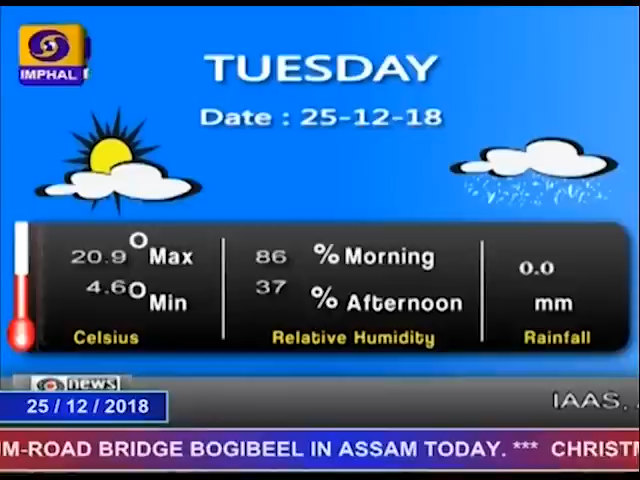 IMPHAL
TUESDAY
Date : 25-12-18
20.9 O Max 86 % Morning 0.0
4.6 O Min 37 % Afternoon mm
Celsius Relative Humidity Rainfall
news
25 / 12 / 2018 IAAS,
M-ROAD BRIDGE BOGIBEEL IN ASSAM TODAY. *** CHRISTM